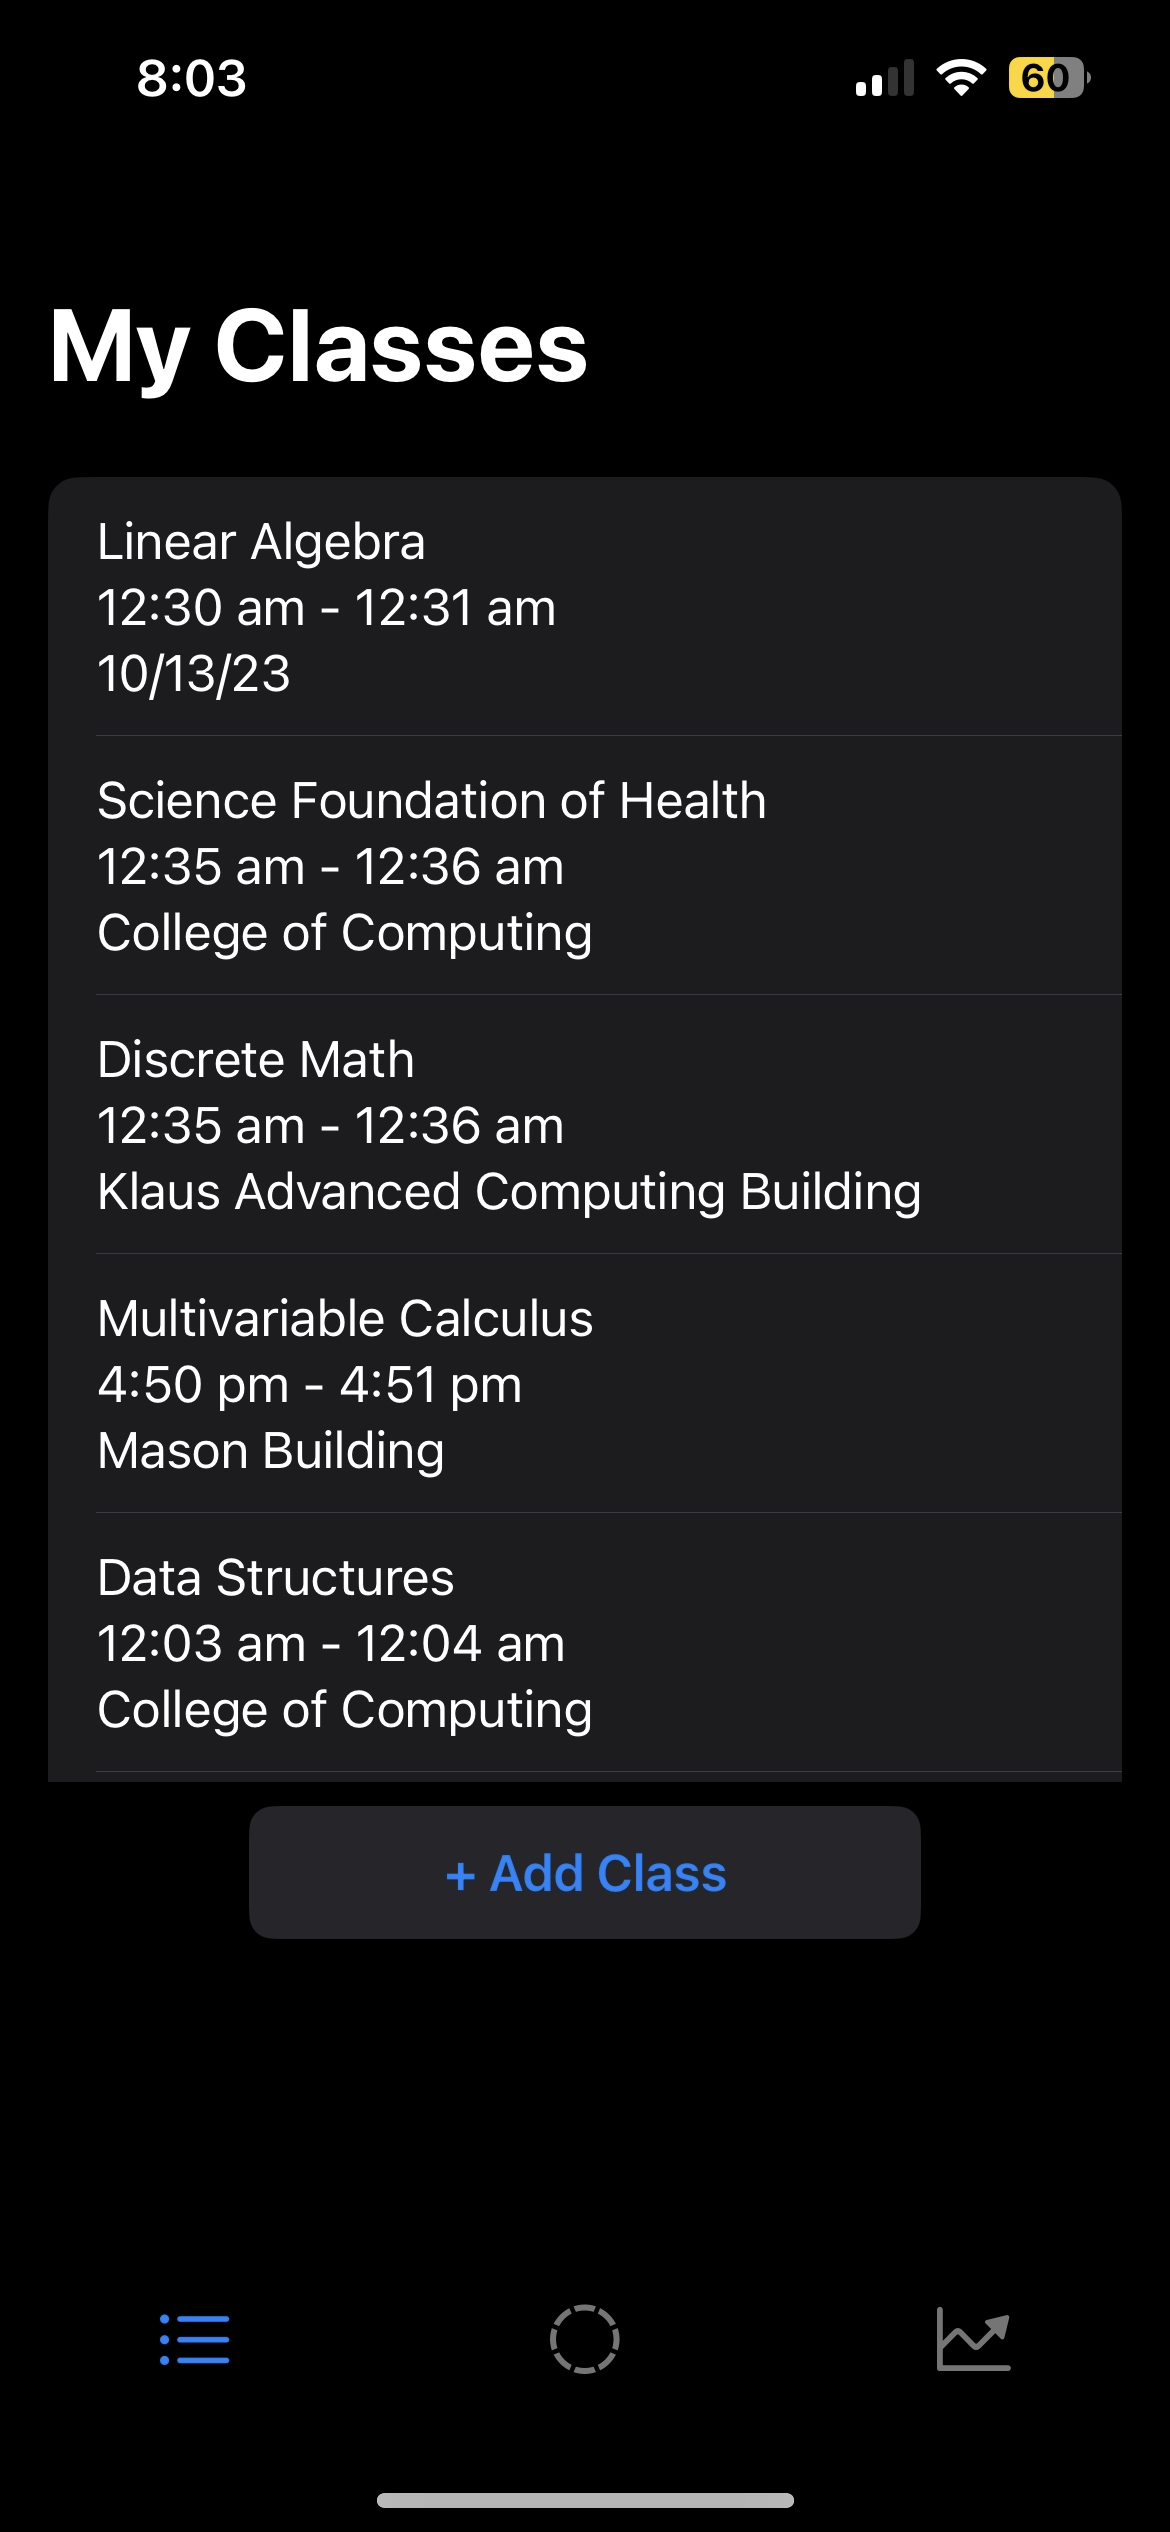 8:03
60
My Classes
Linear Algebra
12:30 am - 12:31 am
10/13/23
Science Foundation of Health
12:35 am - 12:36 am
College of Computing
Discrete Math
12:35 am - 12:36 am
Klaus Advanced Computing Building
Multivariable Calculus
4:50 pm - 4:51 pm
Mason Building
Data Structures
12:03 am - 12:04 am
College of Computing
+ Add Class